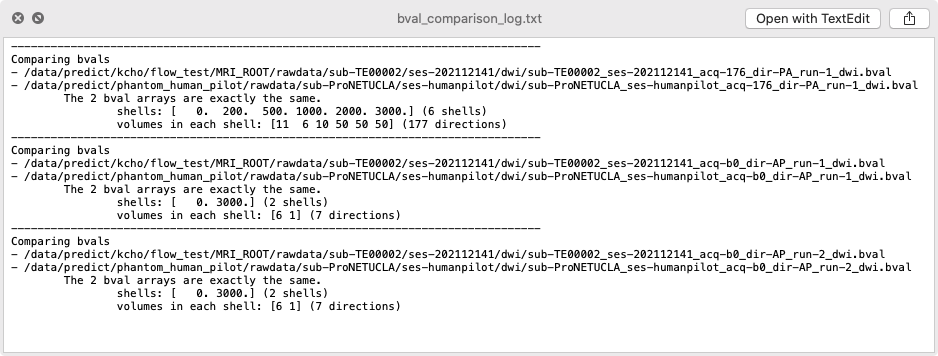 bval_comparison_log.txt
Open with TextEdit
--------------------------------------------------------------------------------
Comparing bvals
- /data/predict/kcho/flow_test/MRI_ROOT/rawdata/sub-TE00002/ses-202112141/dwi/sub-TE00002_ses-202112141_acq-176_dir-PA_run-1_dwi.bval
- /data/predict/phantom_human_pilot/rawdata/sub-ProNETUCLA/ses-humanpilot/dwi/sub-ProNETUCLA_ses-humanpilot_acq-176_dir-PA_run-1_dwi.bval
The 2 bval arrays are exactly the same.
shells: [   0.  200.  500. 1000. 2000. 3000.] (6 shells)
volumes in each shell: [11  6 10 50 50 50] (177 directions)
--------------------------------------------------------------------------------
Comparing bvals
- /data/predict/kcho/flow_test/MRI_ROOT/rawdata/sub-TE00002/ses-202112141/dwi/sub-TE00002_ses-202112141_acq-b0_dir-AP_run-1_dwi.bval
- /data/predict/phantom_human_pilot/rawdata/sub-ProNETUCLA/ses-humanpilot/dwi/sub-ProNETUCLA_ses-humanpilot_acq-b0_dir-AP_run-1_dwi.bval
The 2 bval arrays are exactly the same.
shells: [   0. 3000.] (2 shells)
volumes in each shell: [6 1] (7 directions)
--------------------------------------------------------------------------------
Comparing bvals
- /data/predict/kcho/flow_test/MRI_ROOT/rawdata/sub-TE00002/ses-202112141/dwi/sub-TE00002_ses-202112141_acq-b0_dir-AP_run-2_dwi.bval
- /data/predict/phantom_human_pilot/rawdata/sub-ProNETUCLA/ses-humanpilot/dwi/sub-ProNETUCLA_ses-humanpilot_acq-b0_dir-AP_run-2_dwi.bval
The 2 bval arrays are exactly the same.
shells: [   0. 3000.] (2 shells)
volumes in each shell: [6 1] (7 directions)